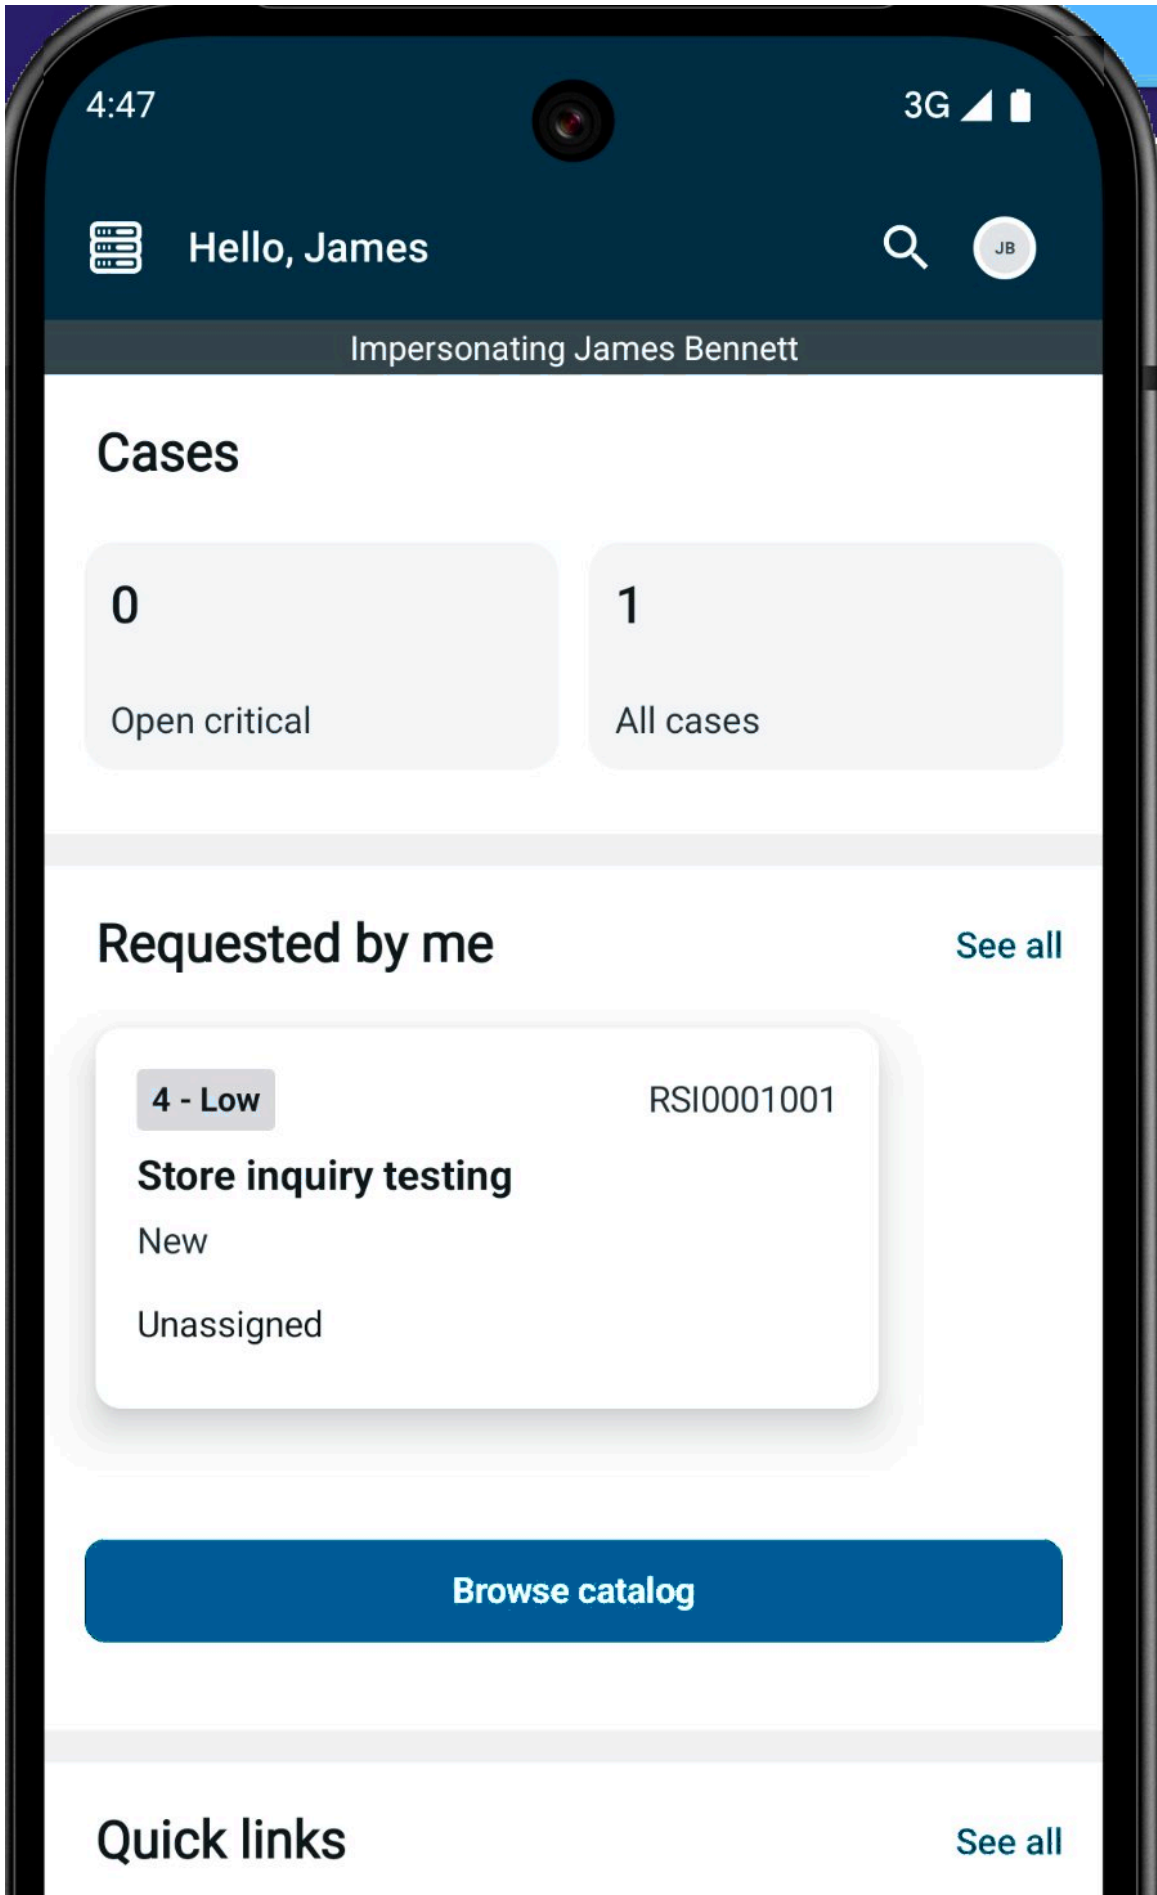 4:47
3G
Hello, James
JB
Impersonating James Bennett
Cases
0
1
Open critical
All cases
Requested by me
See all
4 - Low
RSI0001001
Store inquiry testing
New
Unassigned
Browse catalog
Quick links
See all